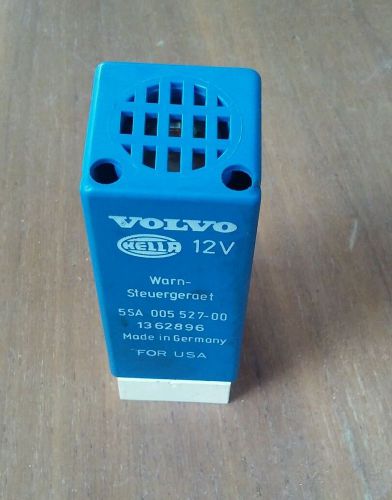 VOLVO
HELLA 12V
Warn-
Steuergeraet
5SA 005 527-00
1362896
Made in Germany
FOR USA